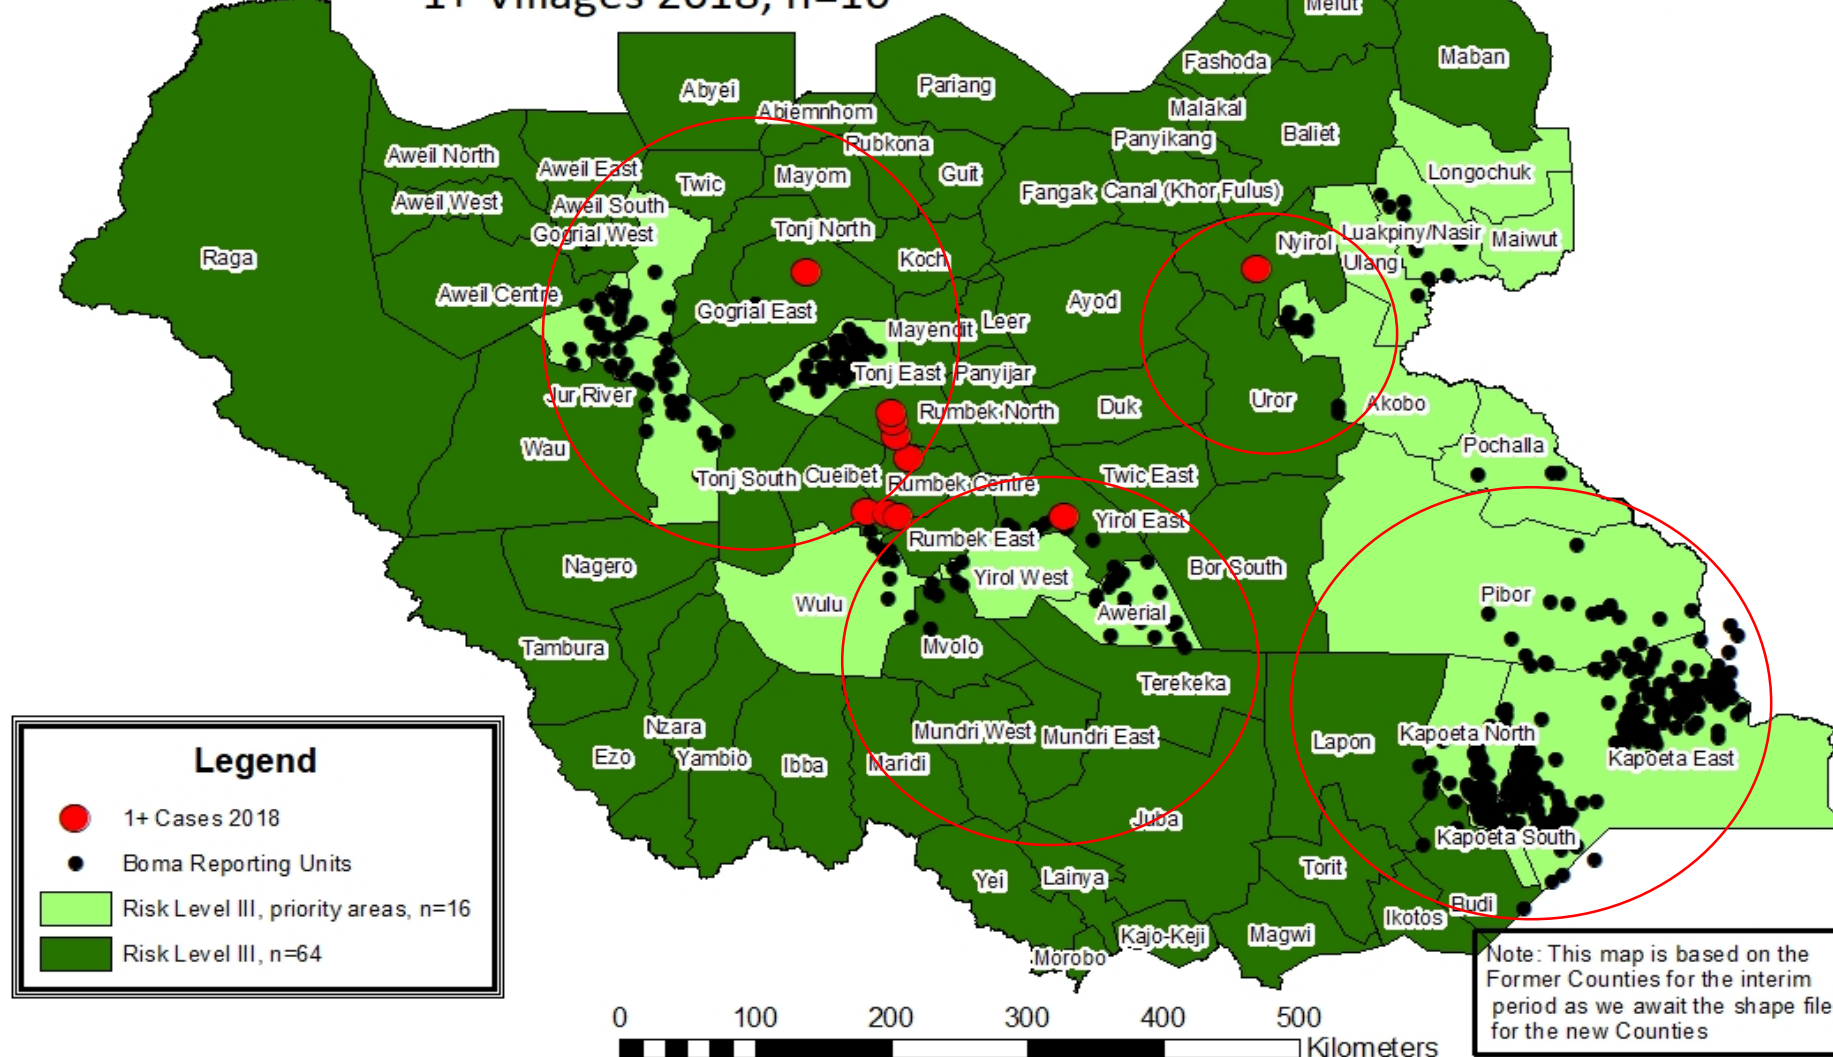 1+ Villages 2018, n=16
Melut
Maban
Fashoda
Abyei
Pariang
Abiemnhom
Malakal
Rubkona
Panyikang
Baliet
Aweil North
Aweil East
Twic
Mayom
Guit
Longochuk
Aweil West
Aweil South
Fangak
Canal (Khor Fulus)
Gogrial West
Tonj North
Nyirol
Luakpiny/Nasir
Maiwut
Raga
Koch
Ulang
Aweil Centre
Gogrial East
Ayod
Mayendit
Leer
Tonj East
Panyijar
Jur River
Rumbek North
Duk
Uror
Akobo
Wau
Pochalla
Tonj South
Cueibet
Rumbek Centre
Twic East
Yirol East
Rumbek East
Nagero
Yirol West
Bor South
Wulu
Awerial
Pibor
Tambura
Mvolo
Terekeka
Nzara
Mundri West
Mundri East
Lapon
Kapoeta North
Ezo
Yambio
Ibba
Maridi
Kapoeta East
Juba
Kapoeta South
Yei
Lainya
Torit
Ikotos
Budi
Kajo-Keji
Magwi
Morobo
Legend
1+ Cases 2018
Boma Reporting Units
Risk Level III, priority areas, n=16
Risk Level III, n=64
Note: This map is based on the
Former Counties for the interim
period as we await the shape file
for the new Counties
0 100 200 300 400 500
Kilometers